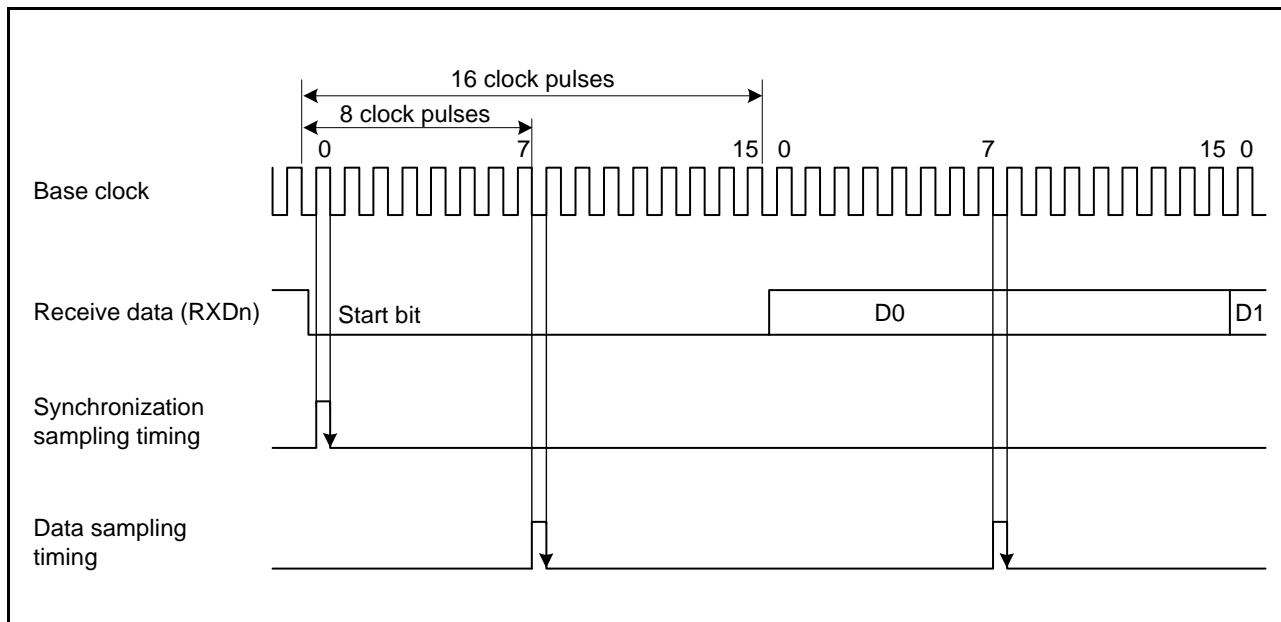 16 clock pulses
8 clock pulses
0 7 15 0 7 15 0
Base clock
Receive data (RXDn)
Start bit
D0
D1
Synchronization
sampling timing
Data sampling
timing